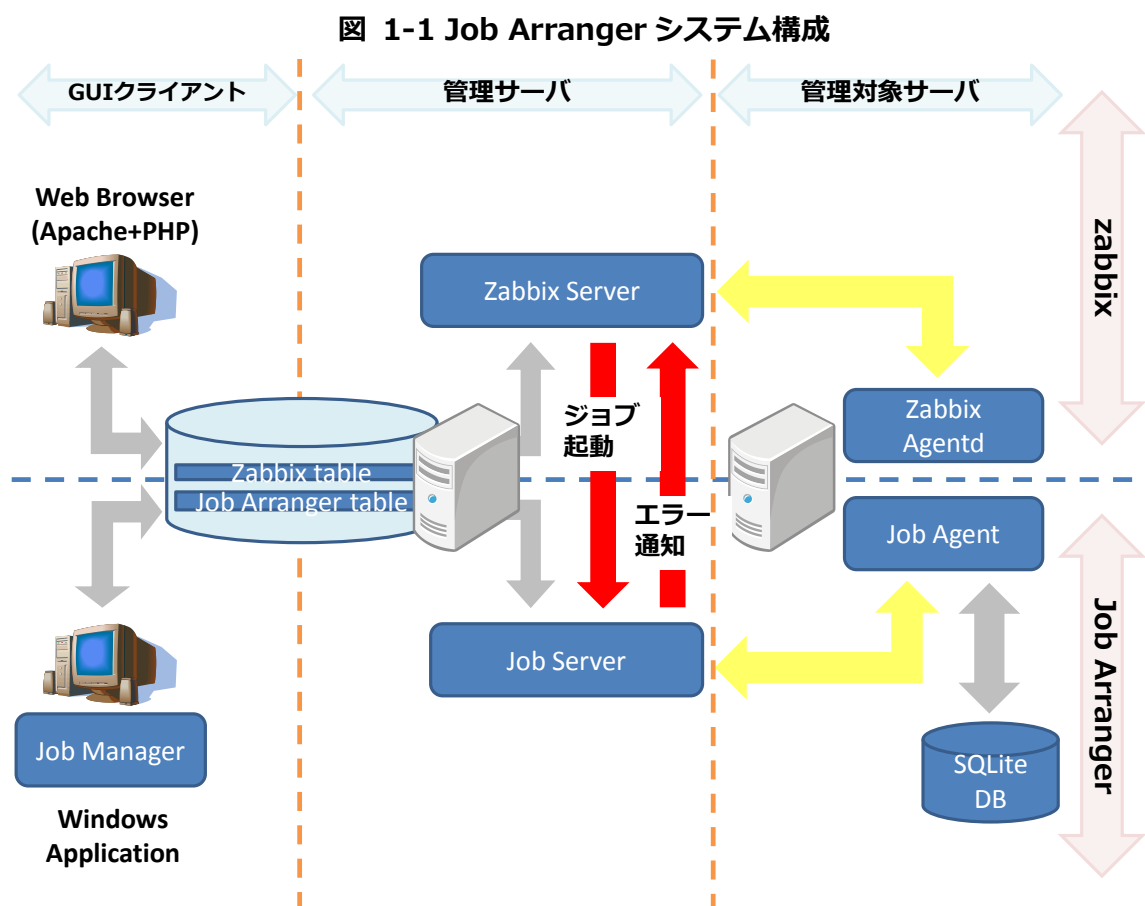 図 1-1 Job Arranger システム構成
GUIクライアント
管理サーバ
管理対象サーバ
Web Browser
(Apache+PHP)
zabbix
Zabbix Server
ジョブ
起動
Zabbix
Agentd
Zabbix table
Job Arranger table
エラー
通知
Job Agent
Job Server
Job Manager
Windows
Application
SQLite
DB
Job Arranger